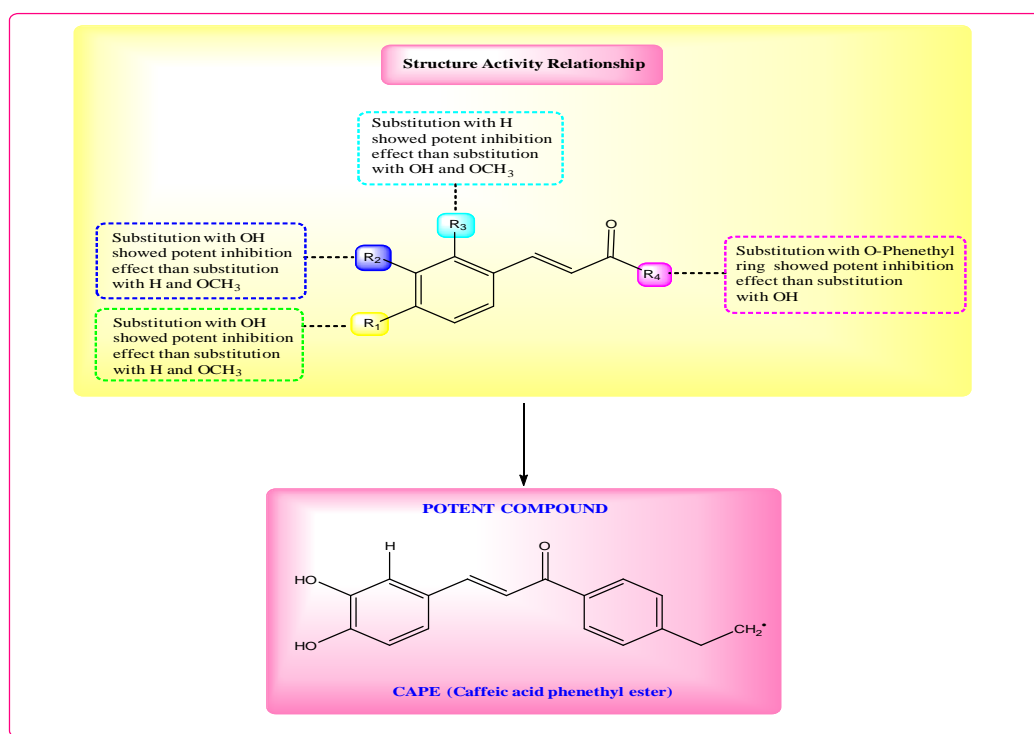 Structure Activity Relationship
Substitution with H
showed potent inhibition
effect than substitution
with OH and OCH₃
R₃
Substitution with OH
showed potent inhibition
effect than substitution
with H and OCH₃
R₂
O
R₄
Substitution with O-Phenethyl
ring showed potent inhibition
effect than substitution
with OH
Substitution with OH
showed potent inhibition
effect than substitution
with H and OCH₃
R₁
POTENT COMPOUND
H
O
HO
HO
CH₂•
CAPE (Caffeic acid phenethyl ester)